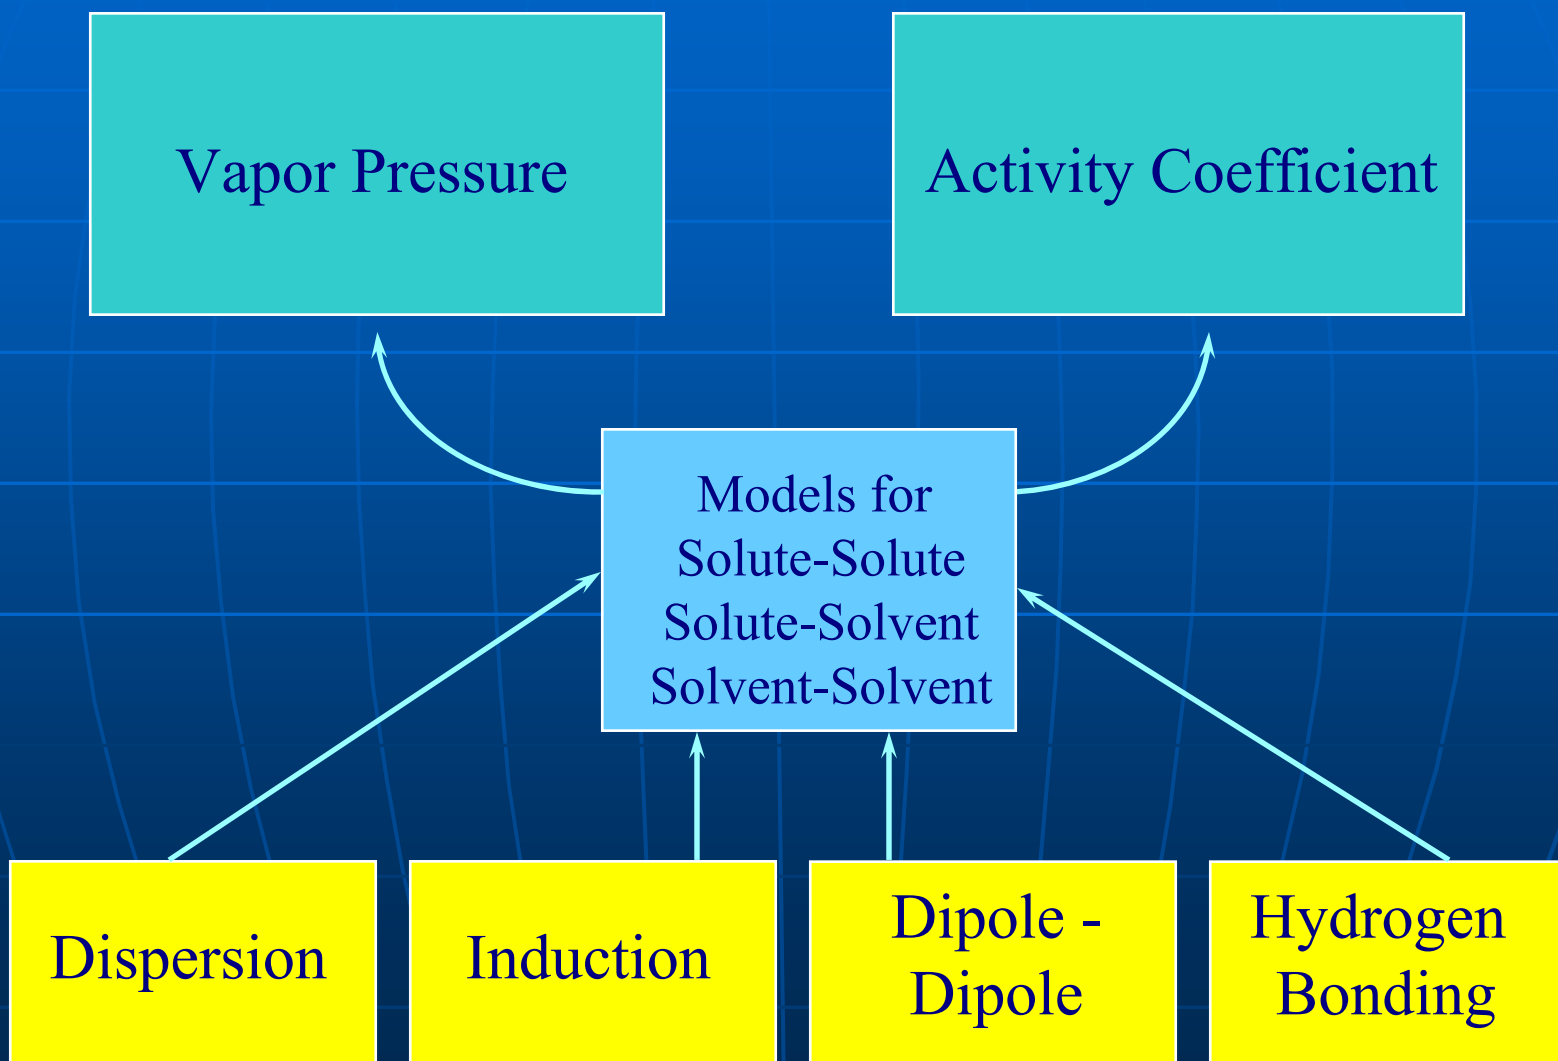 Vapor Pressure
Activity Coefficient
Models for
Solute-Solute
Solute-Solvent
Solvent-Solvent
Dispersion
Induction
Dipole -
Dipole
Hydrogen
Bonding